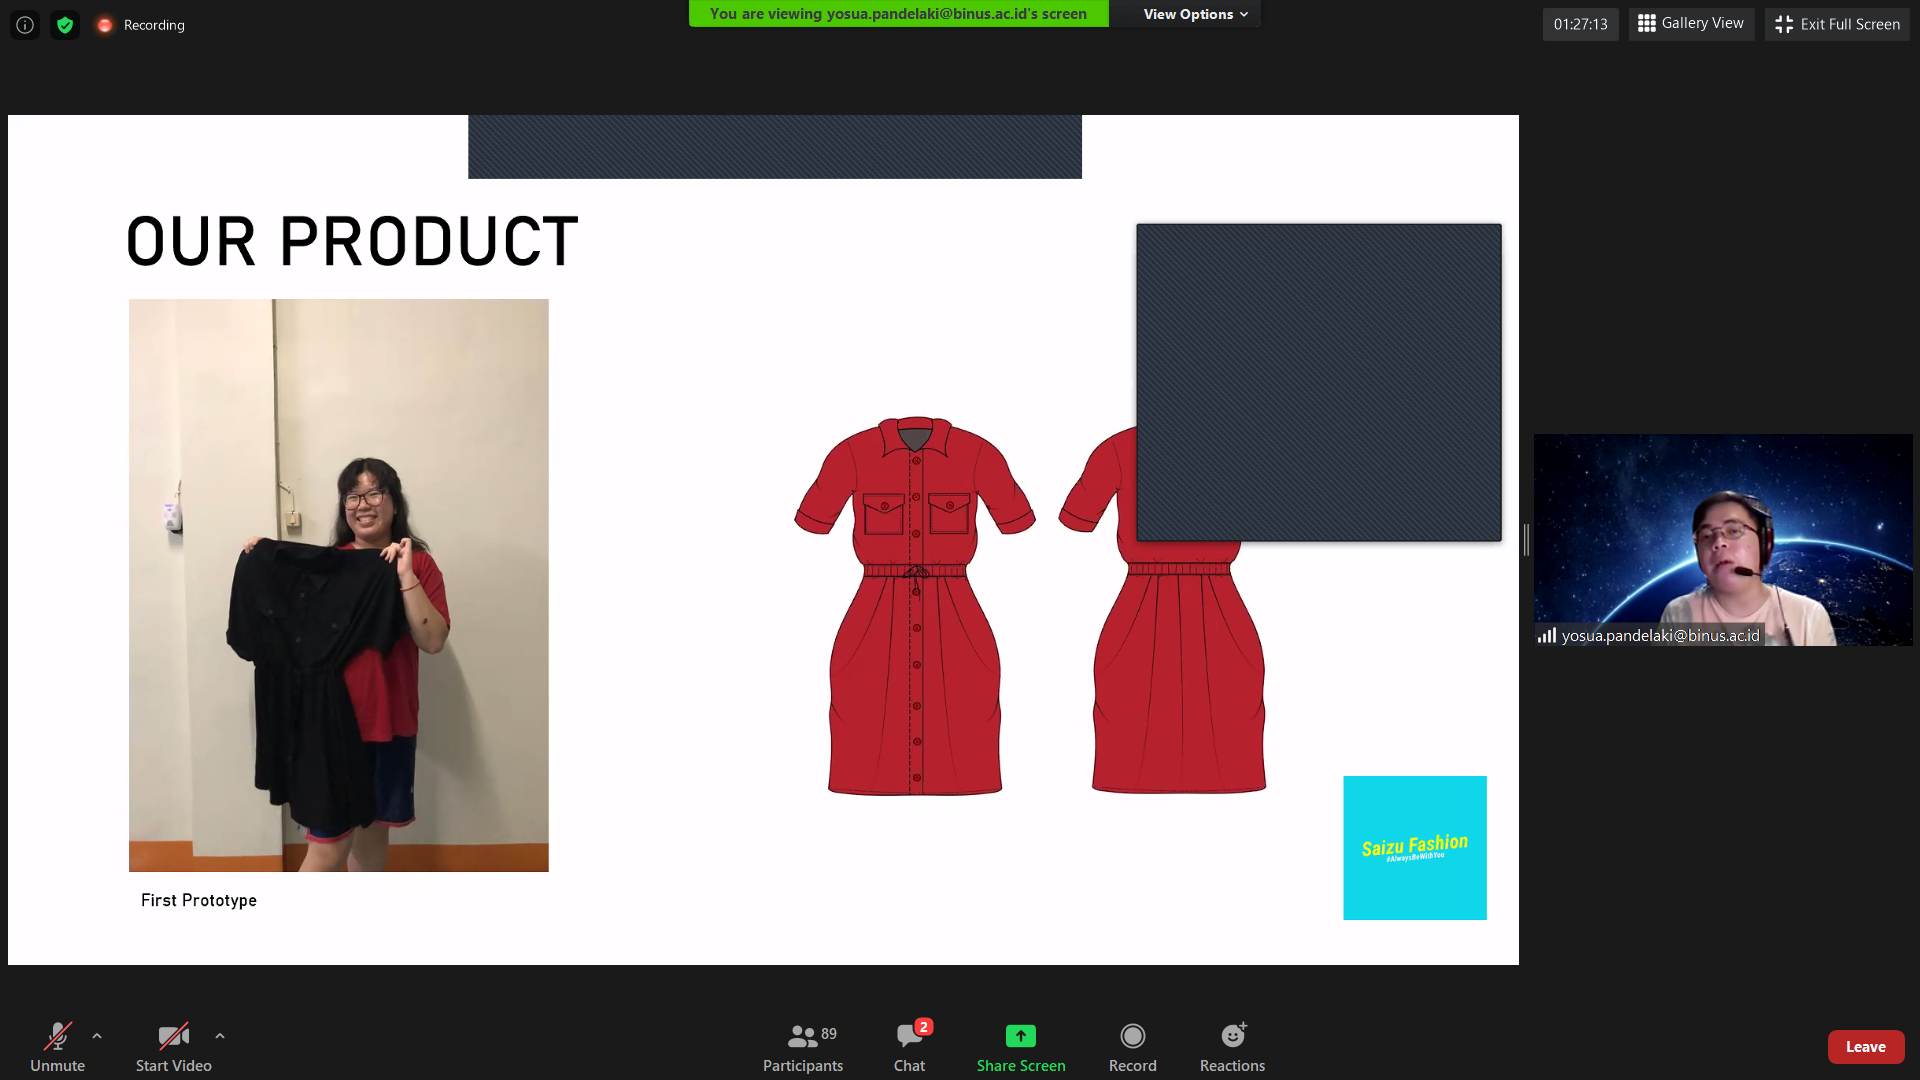 Recording
You are viewing yosua.pandelaki@binus.ac.id's screen
View Options
01:27:13
Gallery View
Exit Full Screen
OUR PRODUCT
First Prototype
Saizu Fashion
#AlwaysBeWithYou
yosua.pandelaki@binus.ac.id
Unmute
Start Video
89
Participants
2
Chat
Share Screen
Record
Reactions
Leave